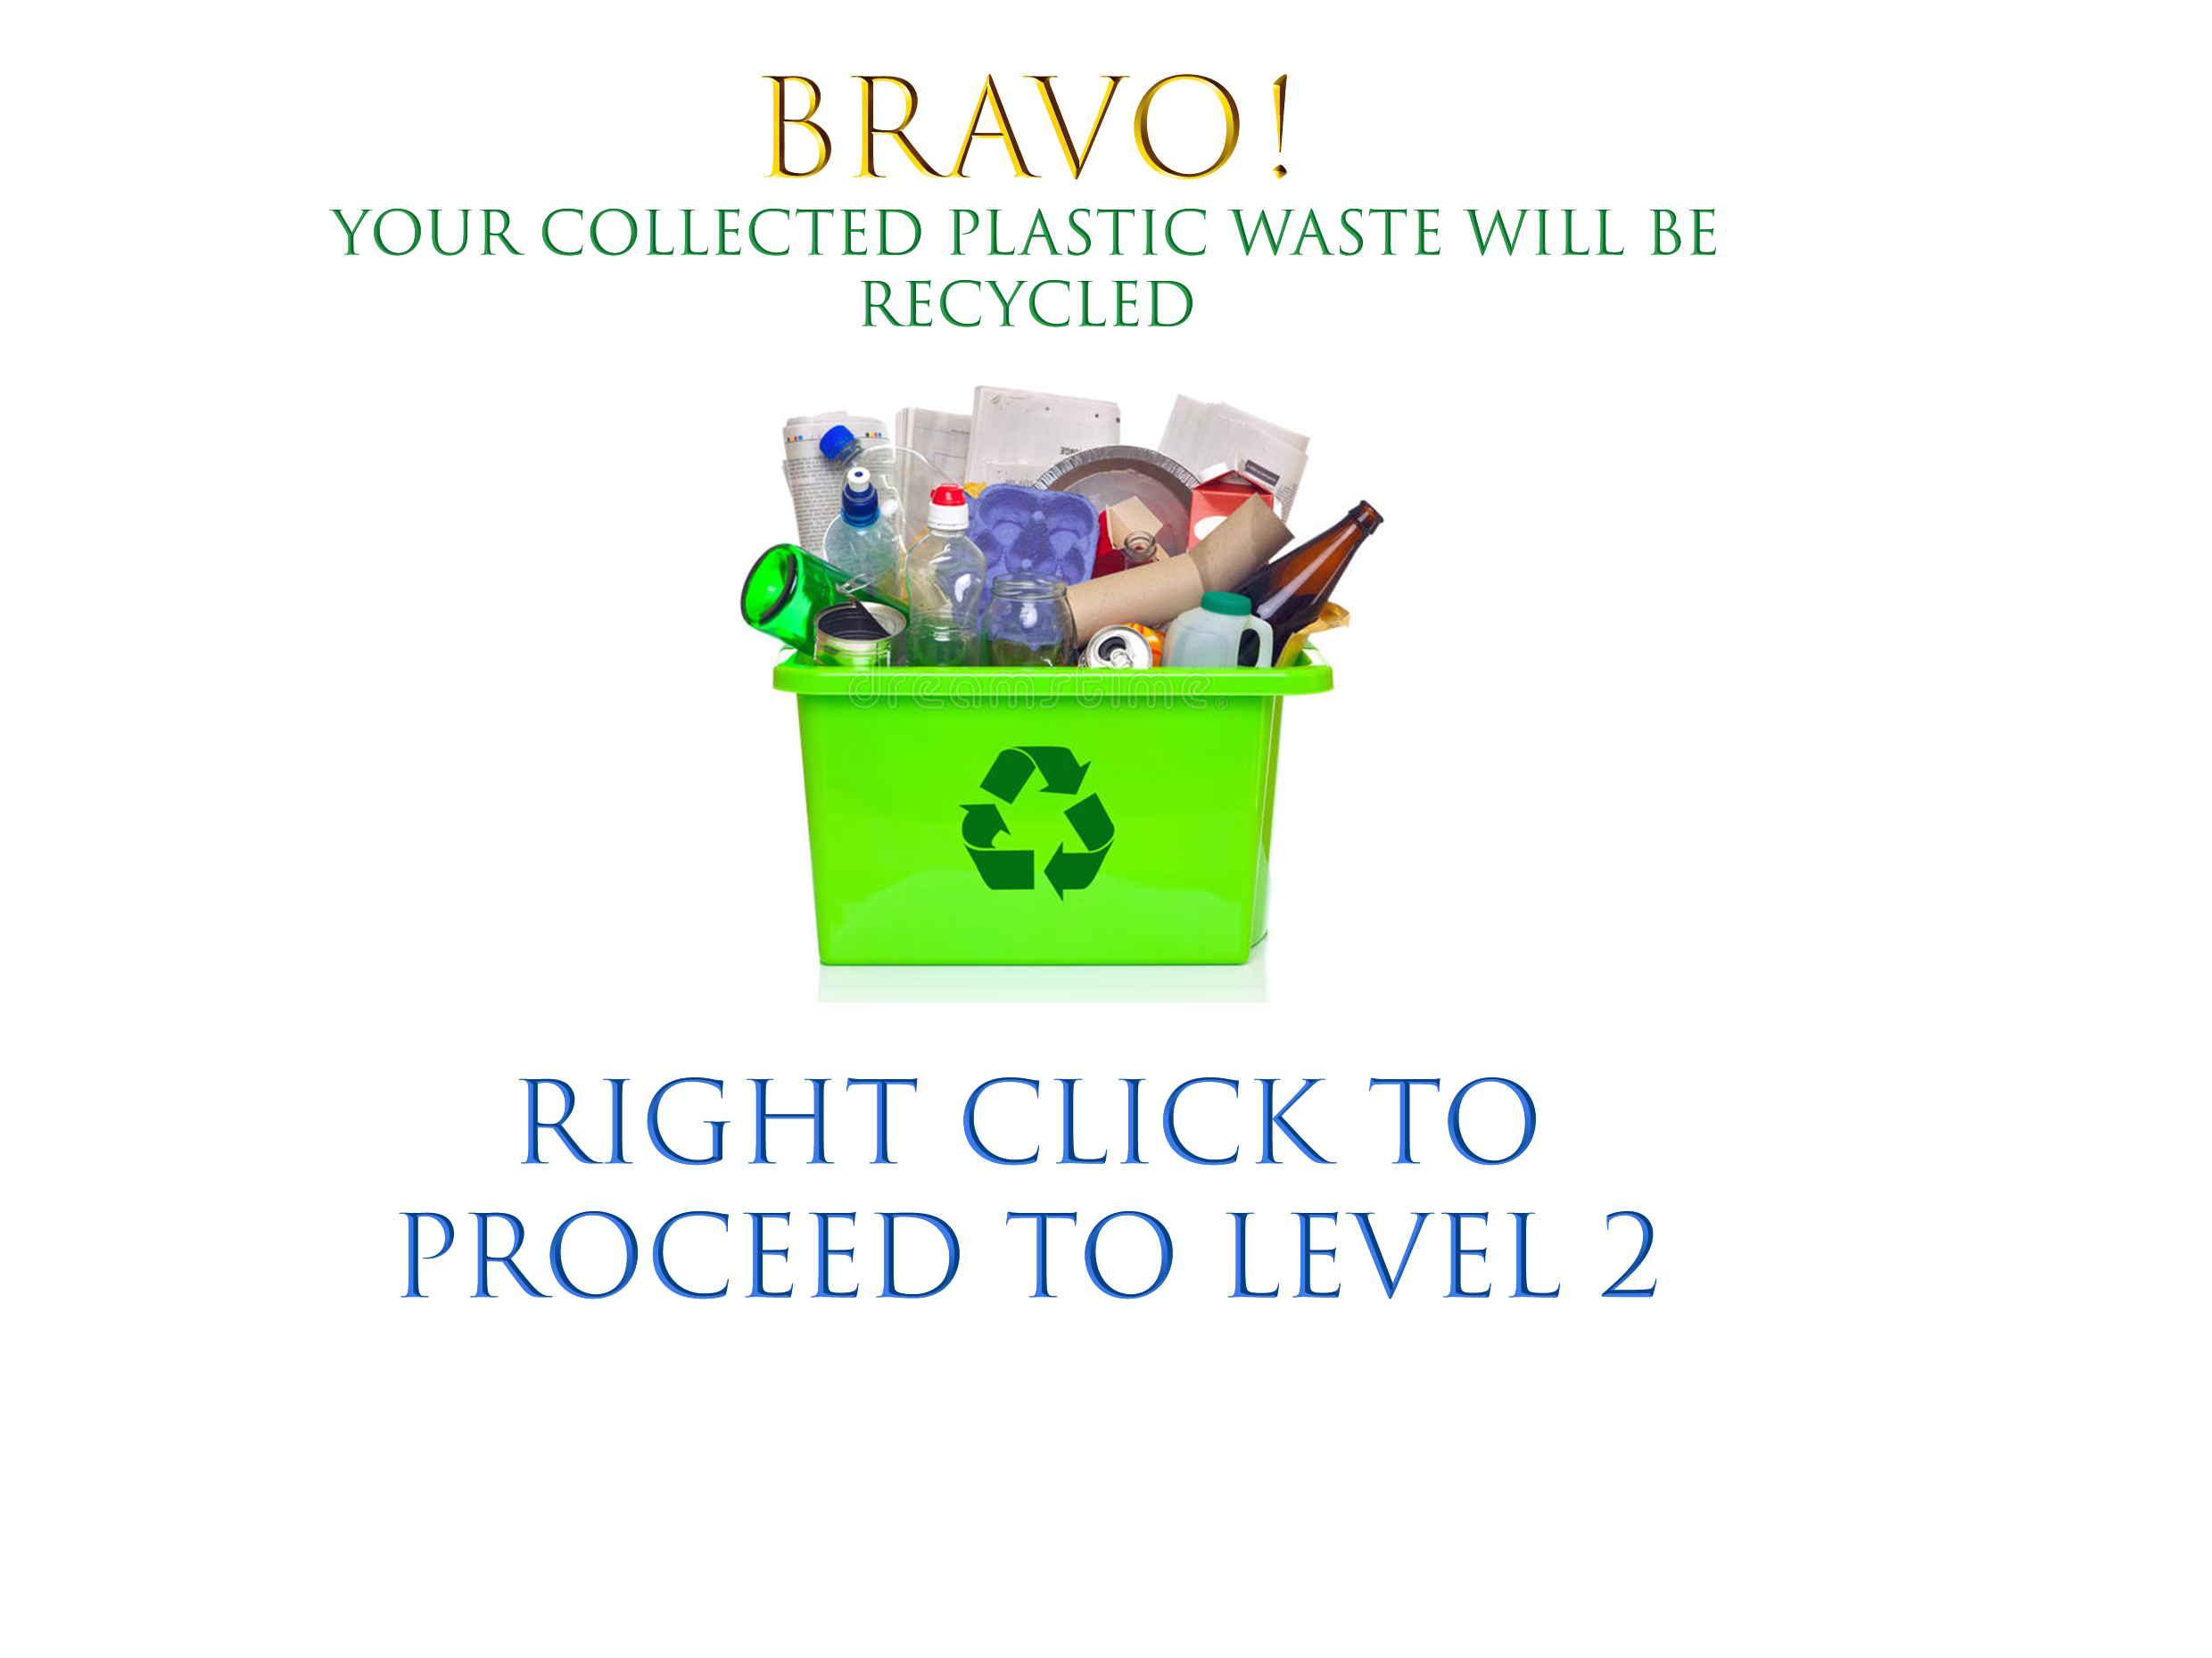 BRAVO!
YOUR COLLECTED PLASTIC WASTE WILL BE
RECYCLED
dreamstime®
RIGHT CLICK TO
PROCEED TO LEVEL 2